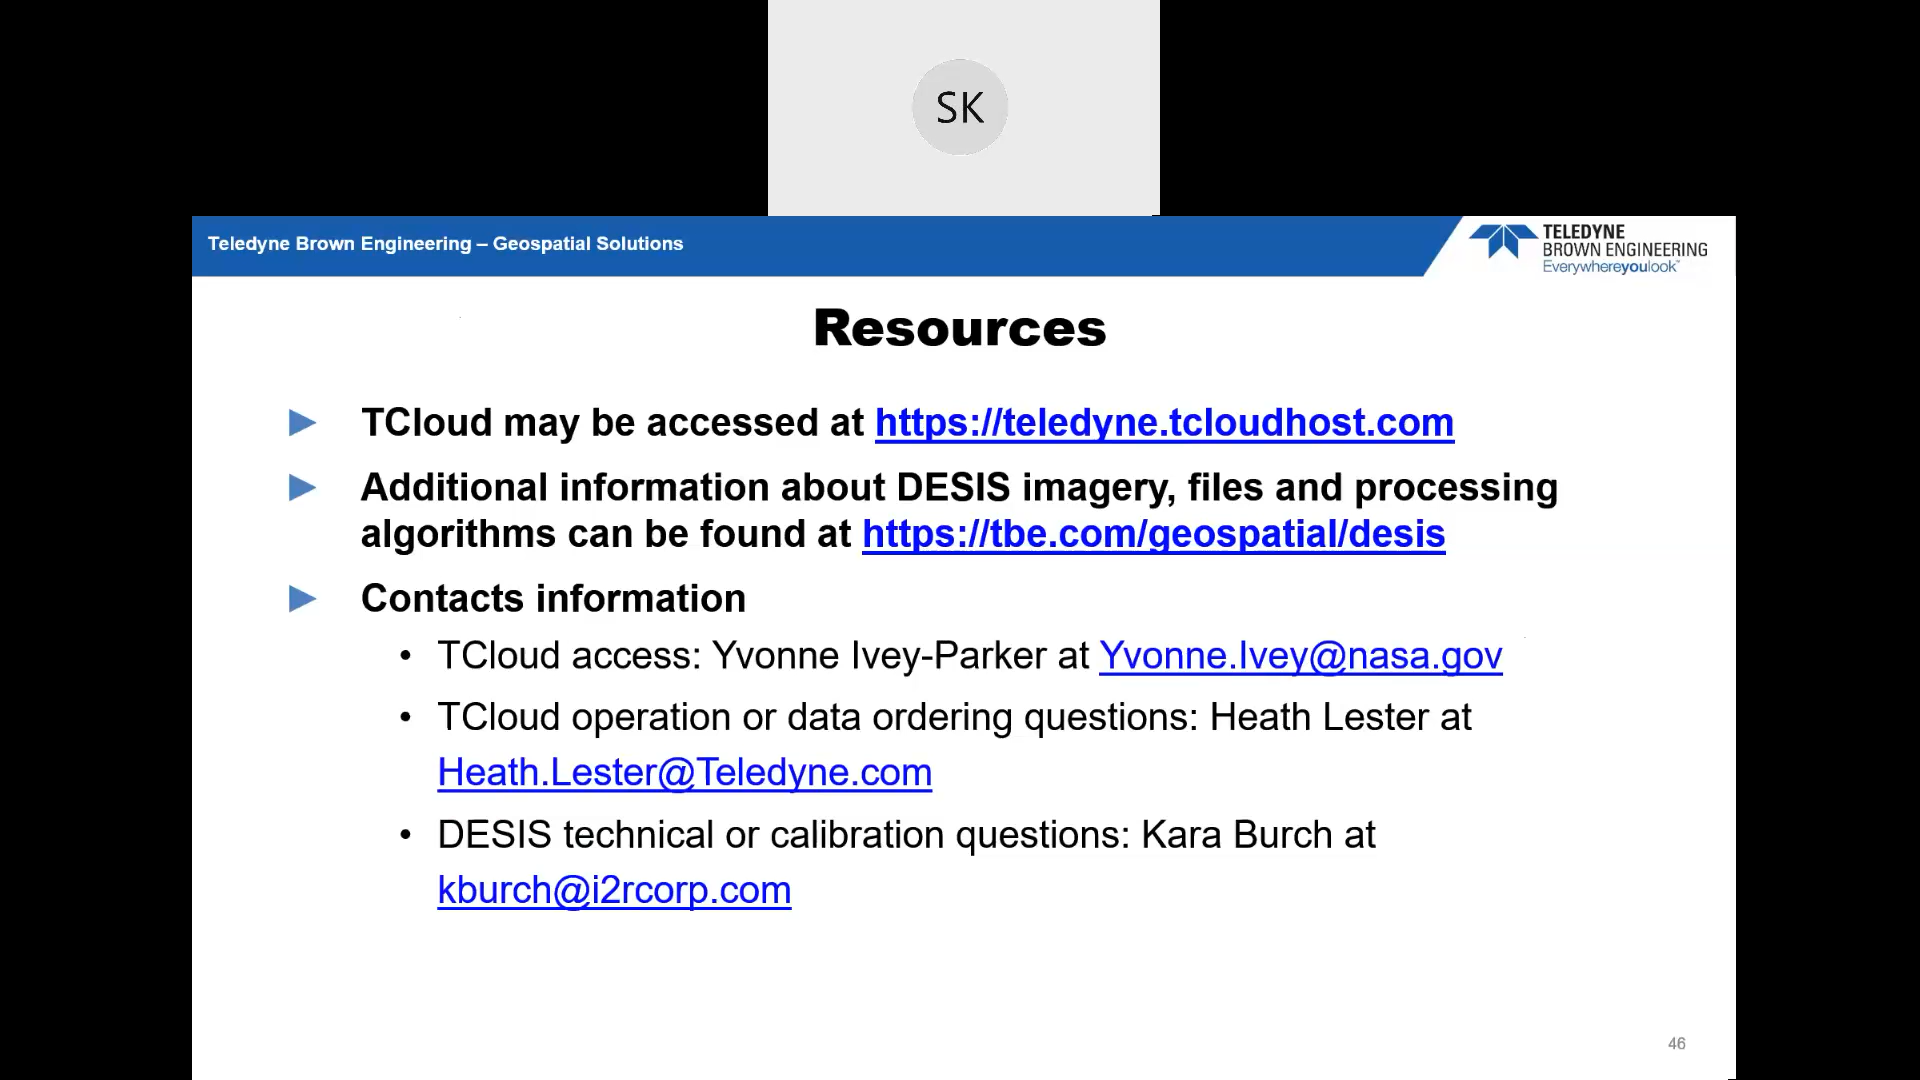 SK
Teledyne Brown Engineering – Geospatial Solutions
TELEDYNE
BROWN ENGINEERING
Everywhereyoulook™
Resources
TCloud may be accessed at https://teledyne.tcloudhost.com
Additional information about DESIS imagery, files and processing
algorithms can be found at https://tbe.com/geospatial/desis
Contacts information
• TCloud access: Yvonne Ivey-Parker at Yvonne.Ivey@nasa.gov
• TCloud operation or data ordering questions: Heath Lester at
Heath.Lester@Teledyne.com
• DESIS technical or calibration questions: Kara Burch at
kburch@i2rcorp.com
46